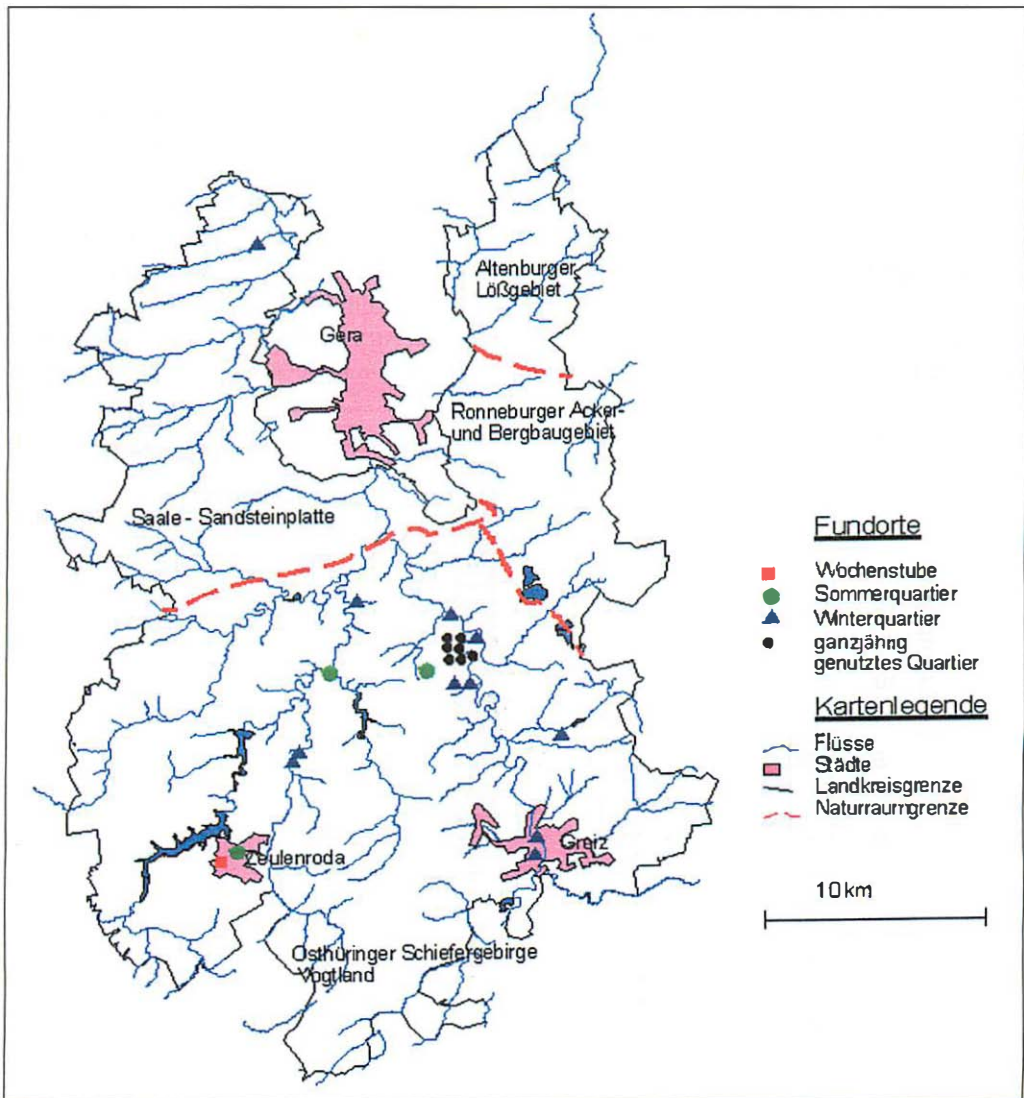 Altenburger
Lößgebiet
Gera
Ronneburger Acker-
und Bergbaugebiet
Saale - Sandsteinplatte
Zeulenroda
Greiz
Osthüringer Schiefergebirge
Vogtland
Fundorte
Wochenstube
Sommerquartier
Winterquartier
ganzjährig
genutztes Quartier
Kartenlegende
Flüsse
Städte
Landkreisgrenze
Naturraumgrenze
10 km